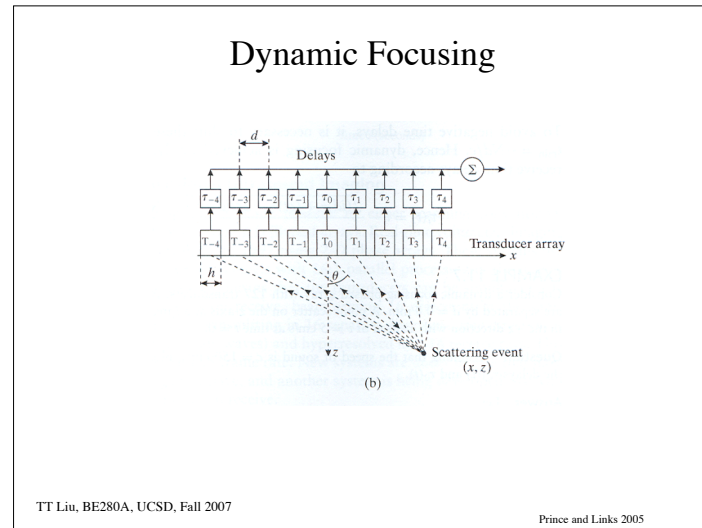 Dynamic Focusing
d
Delays
Σ
τ₋₄ τ₋₃ τ₋₂ τ₋₁ τ₀ τ₁ τ₂ τ₃ τ₄
T₋₄ T₋₃ T₋₂ T₋₁ T₀ T₁ T₂ T₃ T₄
Transducer array
x
h
θ
z
Scattering event
(x, z)
(b)
TT Liu, BE280A, UCSD, Fall 2007
Prince and Links 2005